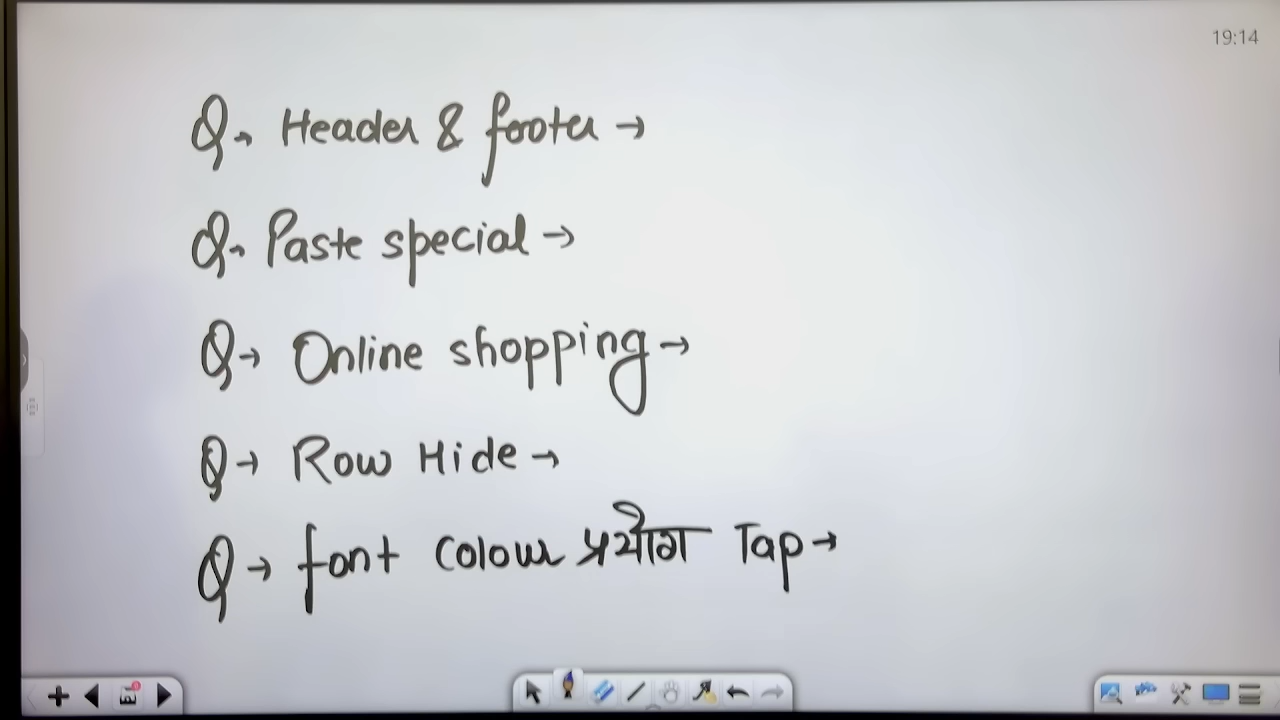 19:14
Q→ Header & footer →
Q→ Paste special →
Q→ Online shopping →
Q→ Row Hide →
Q→ font colour प्रयोग Tap→